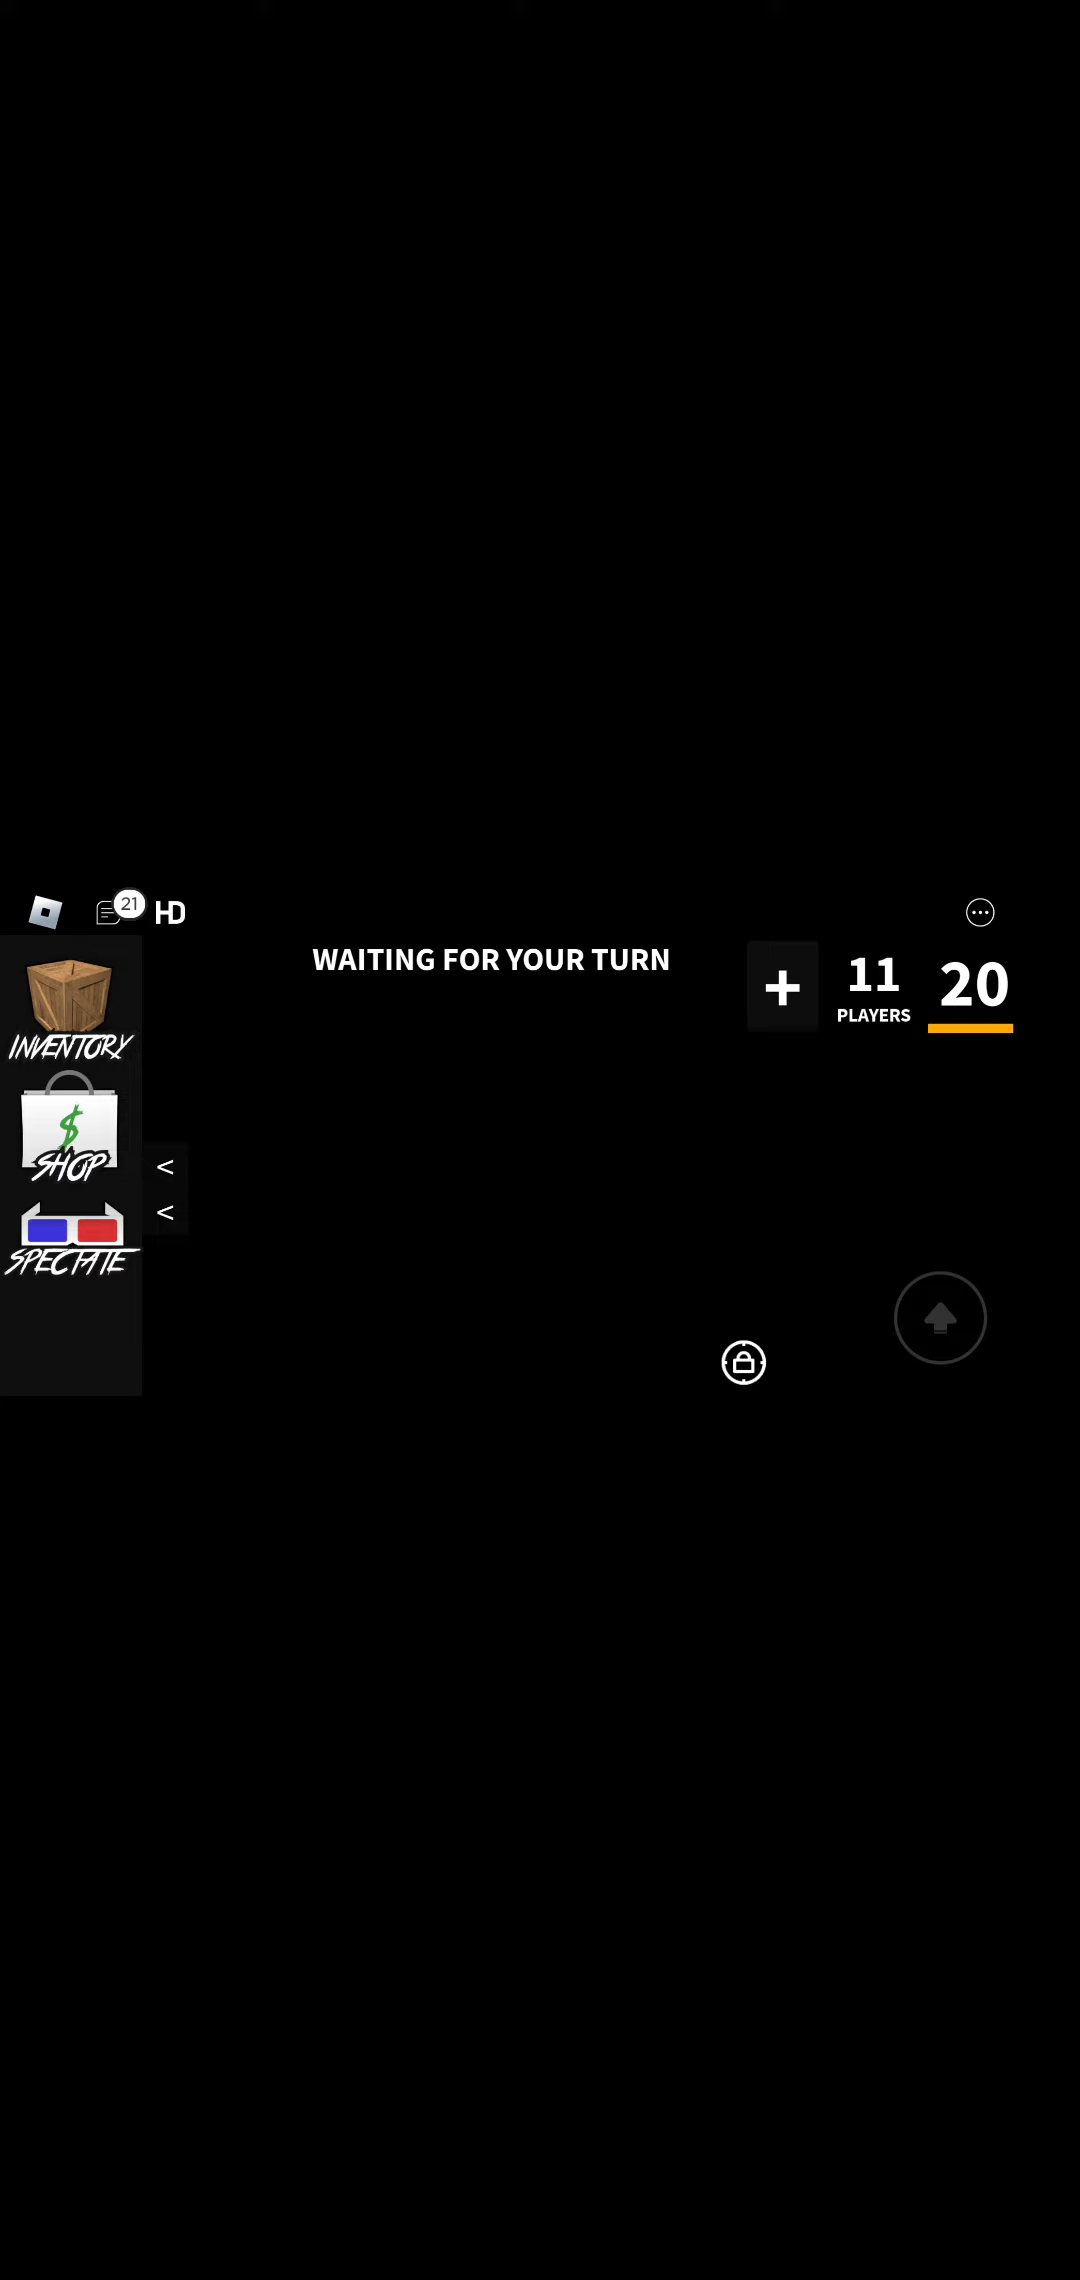 21
HD
WAITING FOR YOUR TURN
+
11
PLAYERS
20
INVENTORY
$
SHOP
<
<
SPECTATE